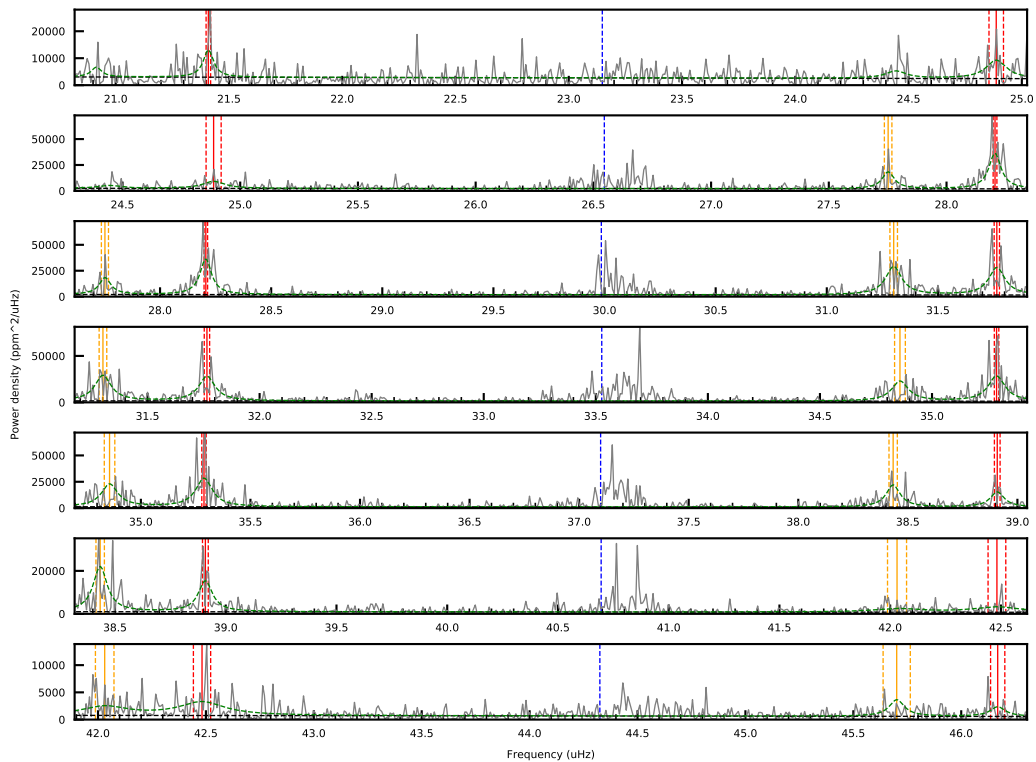 20000
10000
0
21.0 21.5 22.0 22.5 23.0 23.5 24.0 24.5 25.0
50000
25000
0
24.5 25.0 25.5 26.0 26.5 27.0 27.5 28.0
50000
25000
0
28.0 28.5 29.0 29.5 30.0 30.5 31.0 31.5
Power density (ppm^2/uHz)
50000
0
31.5 32.0 32.5 33.0 33.5 34.0 34.5 35.0
50000
25000
0
35.0 35.5 36.0 36.5 37.0 37.5 38.0 38.5 39.0
20000
0
38.5 39.0 39.5 40.0 40.5 41.0 41.5 42.0 42.5
10000
5000
0
42.0 42.5 43.0 43.5 44.0 44.5 45.0 45.5 46.0
Frequency (uHz)